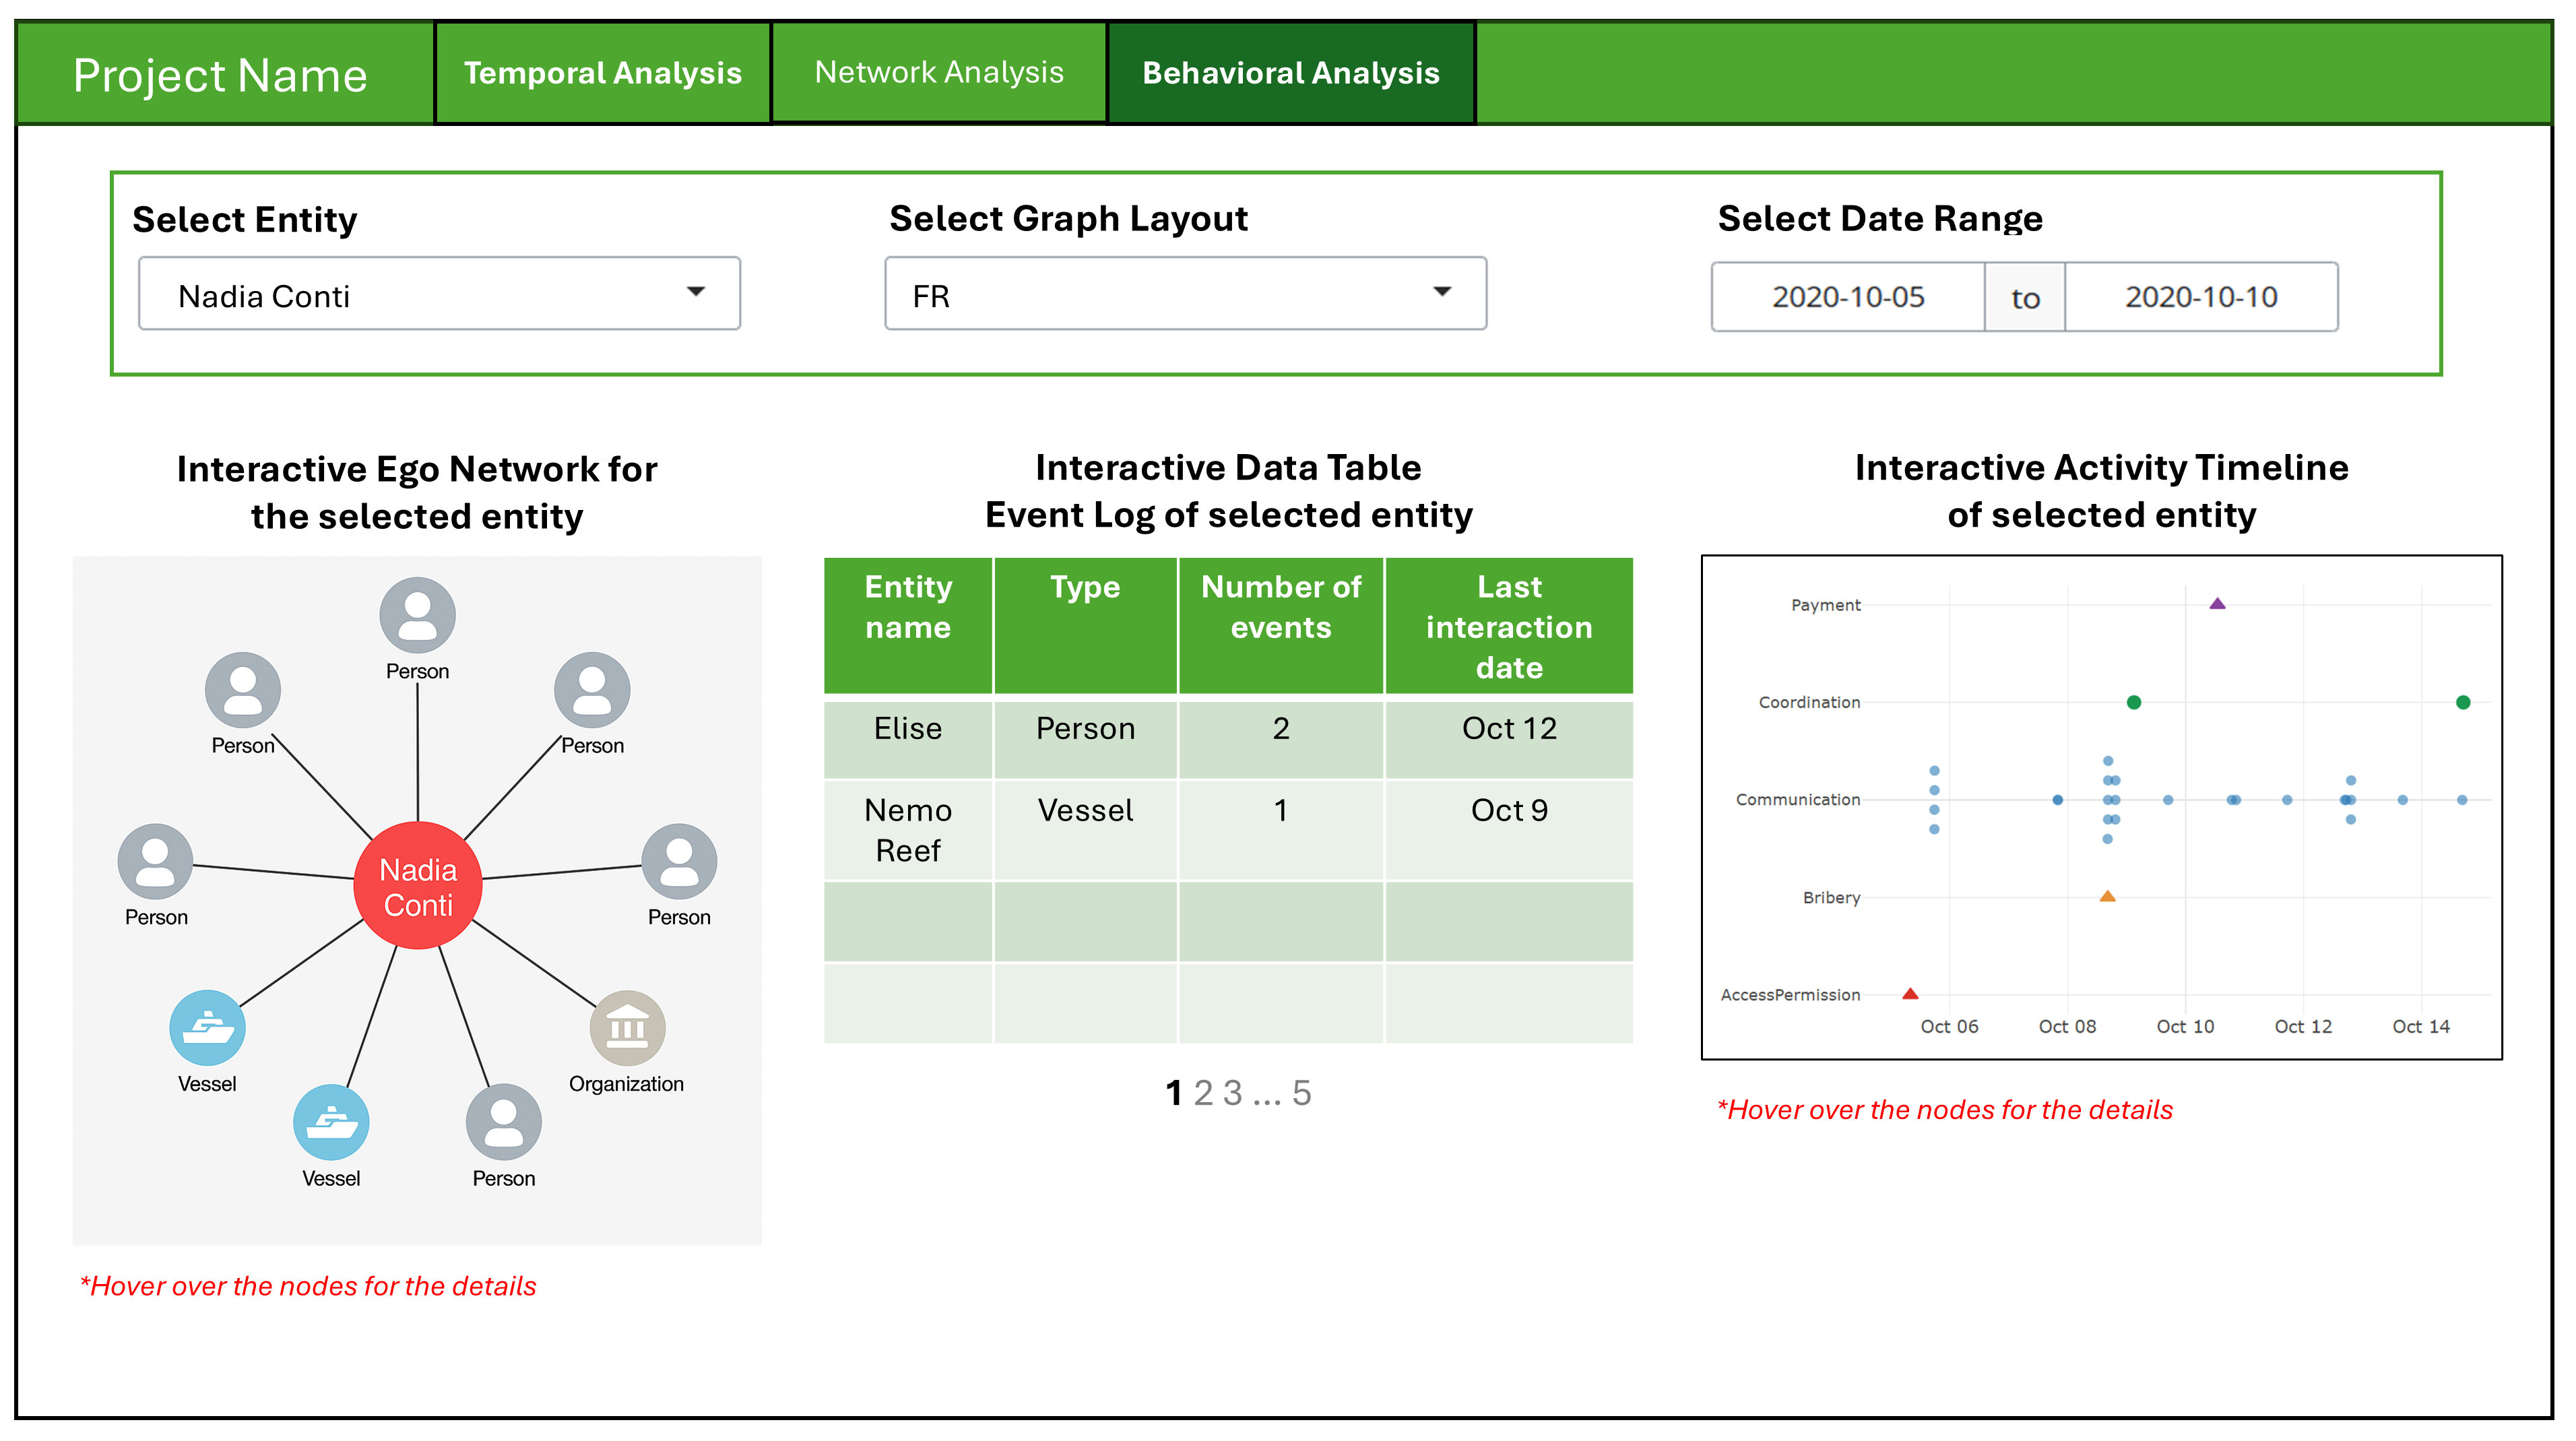 Project Name
Temporal Analysis
Network Analysis
Behavioral Analysis
Select Entity
Nadia Conti
Select Graph Layout
FR
Select Date Range
2020-10-05 to 2020-10-10
Interactive Ego Network for
the selected entity
Person
Person
Person
Person
Person
Nadia
Conti
Vessel
Organization
Vessel
Person
*Hover over the nodes for the details
Interactive Data Table
Event Log of selected entity
Entity name Type Number of events Last interaction date
Elise Person 2 Oct 12
Nemo Reef Vessel 1 Oct 9
1 2 3 ... 5
Interactive Activity Timeline
of selected entity
Payment
Coordination
Communication
Bribery
AccessPermission
Oct 06 Oct 08 Oct 10 Oct 12 Oct 14
*Hover over the nodes for the details